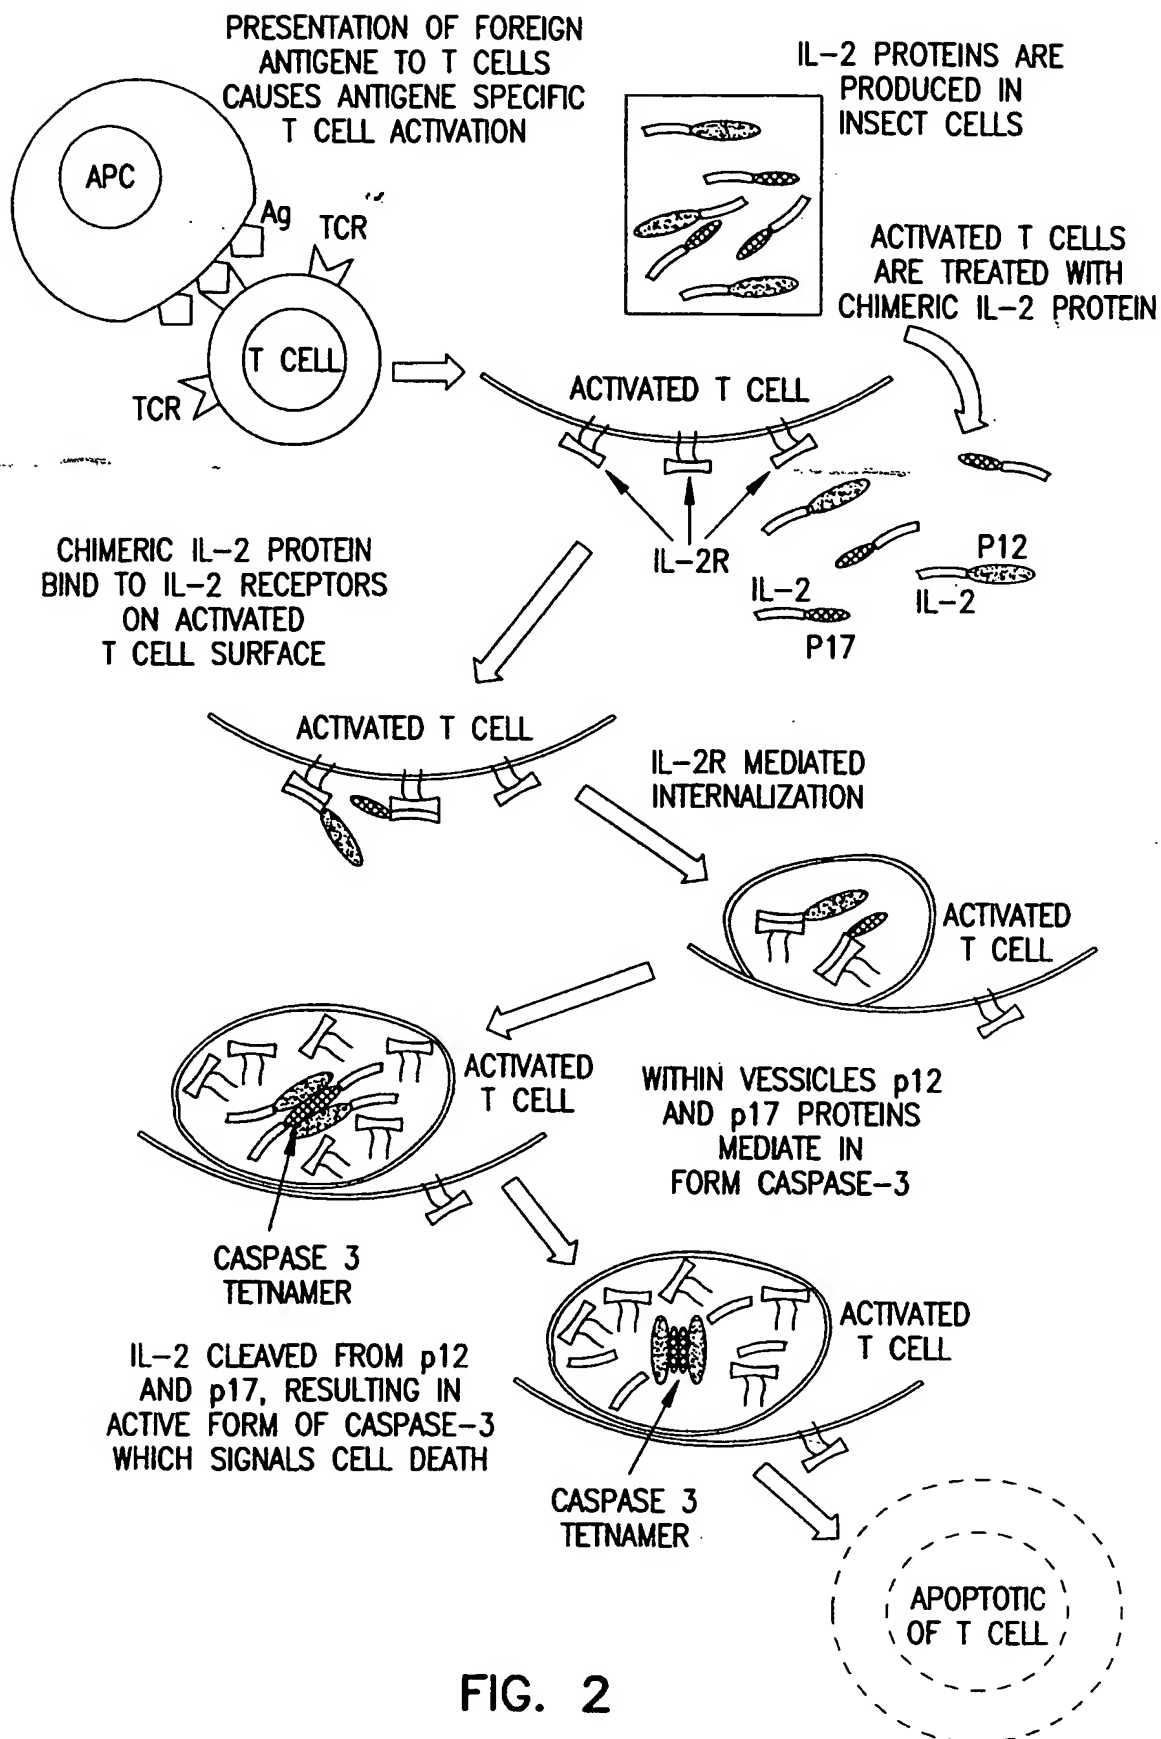 PRESENTATION OF FOREIGN
ANTIGENE TO T CELLS
CAUSES ANTIGENE SPECIFIC
T CELL ACTIVATION
IL-2 PROTEINS ARE
PRODUCED IN
INSECT CELLS
APC
Ag
TCR
T CELL
TCR
ACTIVATED T CELLS
ARE TREATED WITH
CHIMERIC IL-2 PROTEIN
ACTIVATED T CELL
IL-2R
P12
IL-2
IL-2
P17
CHIMERIC IL-2 PROTEIN
BIND TO IL-2 RECEPTORS
ON ACTIVATED
T CELL SURFACE
ACTIVATED T CELL
IL-2R MEDIATED
INTERNALIZATION
ACTIVATED
T CELL
ACTIVATED
T CELL
WITHIN VESSICLES p12
AND p17 PROTEINS
MEDIATE IN
FORM CASPASE-3
CASPASE 3
TETNAMER
ACTIVATED
T CELL
IL-2 CLEAVED FROM p12
AND p17, RESULTING IN
ACTIVE FORM OF CASPASE-3
WHICH SIGNALS CELL DEATH
CASPASE 3
TETNAMER
APOPTOTIC
OF T CELL
FIG. 2